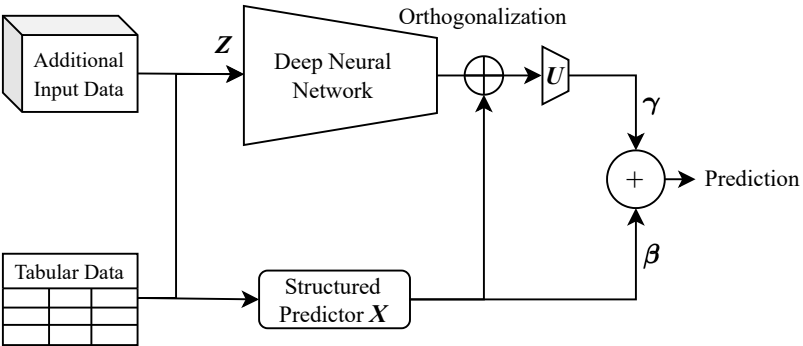 Orthogonalization
Additional
Input Data
Z
Deep Neural
Network
U
γ
+
Prediction
β
Tabular Data
Structured
Predictor X